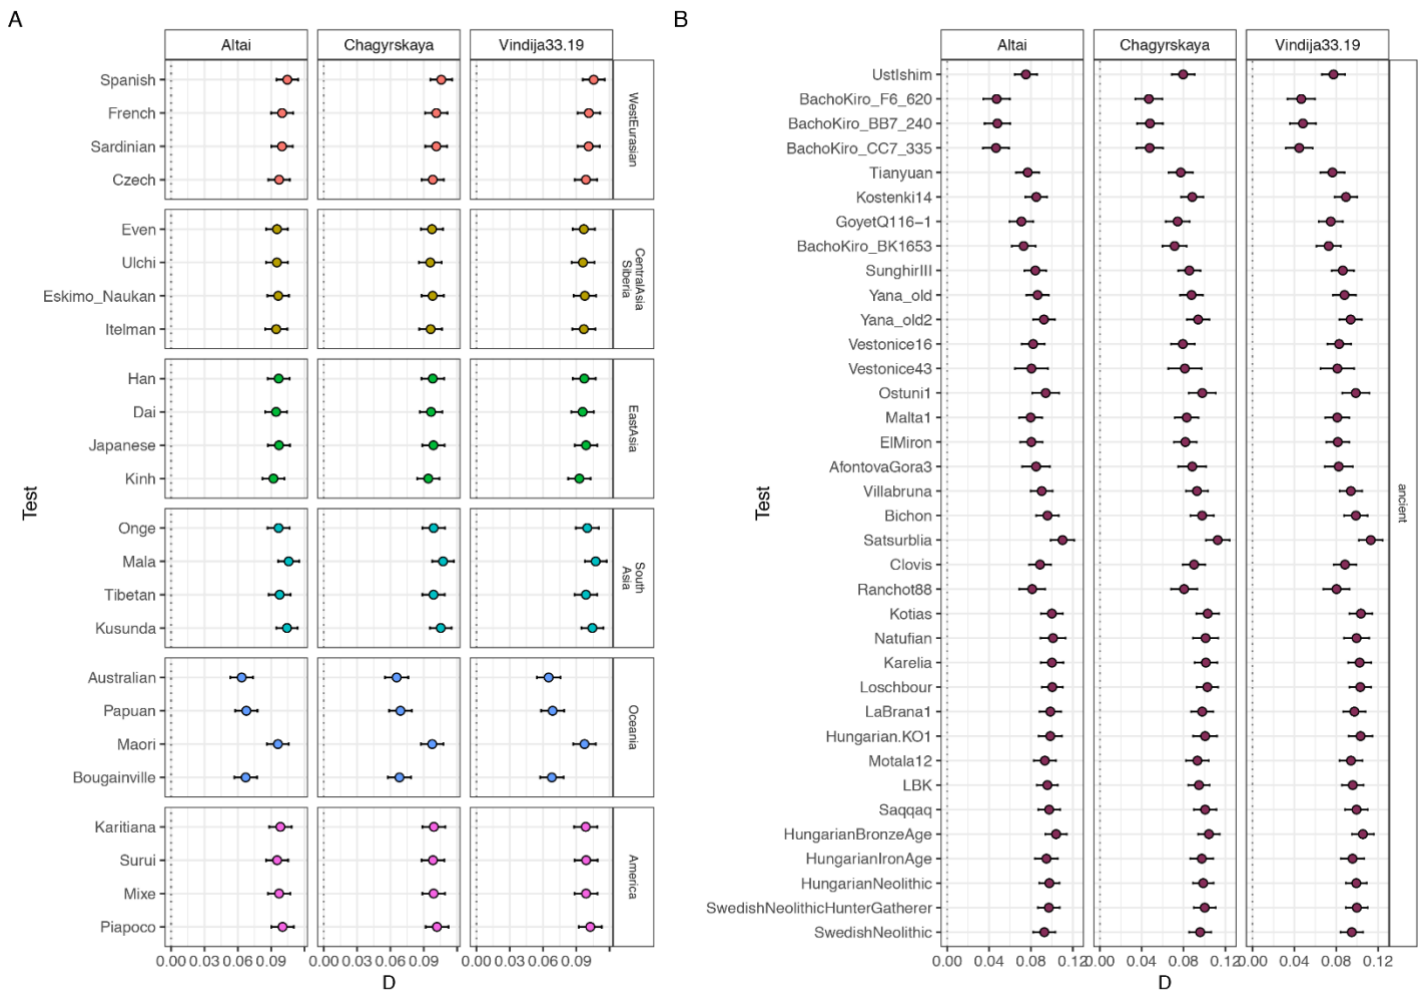 A
Altai
Chagyrskaya
Vindija33.19
Spanish
French
Sardinian
Czech
WestEurasian
Even
Ulchi
Eskimo_Naukan
Itelman
CentralAsia
Siberia
Han
Dai
Japanese
Kinh
EastAsia
Onge
Mala
Tibetan
Kusunda
South
Asia
Australian
Papuan
Maori
Bougainville
Oceania
Karitiana
Surui
Mixe
Piapoco
America
Test
0.00 0.03 0.06 0.09
0.00 0.03 0.06 0.09
0.00 0.03 0.06 0.09
D
B
Altai
Chagyrskaya
Vindija33.19
UstIshim
BachoKiro_F6_620
BachoKiro_BB7_240
BachoKiro_CC7_335
Tianyuan
Kostenki14
GoyetQ116−1
BachoKiro_BK1653
SunghirIII
Yana_old
Yana_old2
Vestonice16
Vestonice43
Ostuni1
Malta1
ElMiron
AfontovaGora3
Villabruna
Bichon
Satsurblia
Clovis
Ranchot88
Kotias
Natufian
Karelia
Loschbour
LaBrana1
Hungarian.KO1
Motala12
LBK
Saqqaq
HungarianBronzeAge
HungarianIronAge
HungarianNeolithic
SwedishNeolithicHunterGatherer
SwedishNeolithic
ancient
Test
0.00 0.04 0.08 0.12
0.00 0.04 0.08 0.12
0.00 0.04 0.08 0.12
D